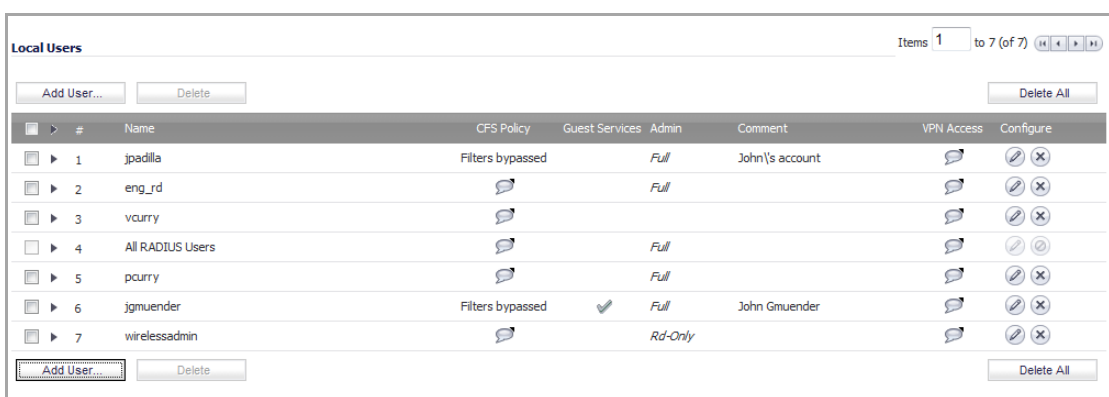 Local Users
Items 1 to 7 (of 7)
Add User... Delete Delete All
# Name CFS Policy Guest Services Admin Comment VPN Access Configure
1 jpadilla Filters bypassed Full John\'s account
2 eng_rd Full
3 vcurry
4 All RADIUS Users Full
5 pcurry Full
6 jgmuender Filters bypassed Full John Gmuender
7 wirelessadmin Rd-Only
Add User... Delete Delete All